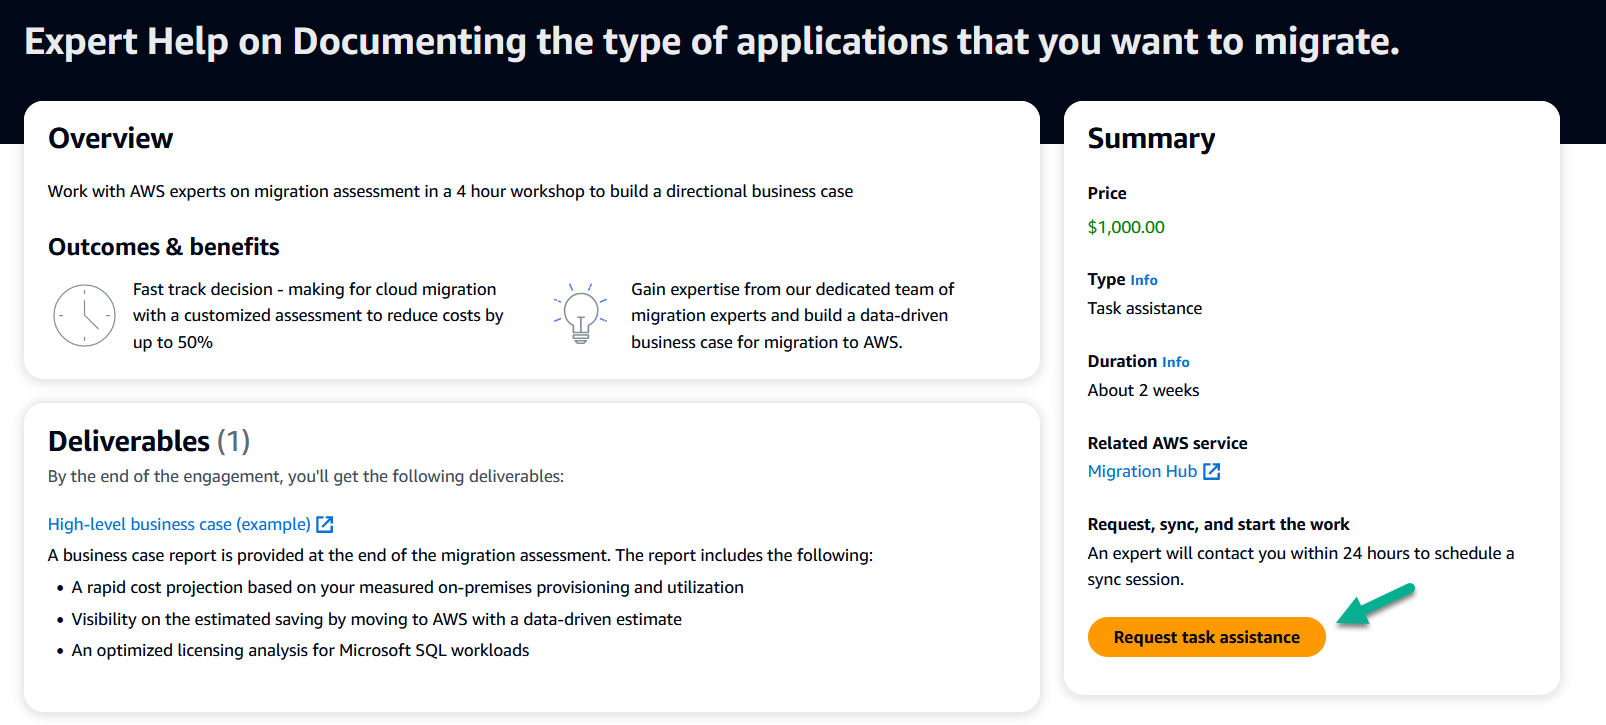 Expert Help on Documenting the type of applications that you want to migrate.
Overview
Work with AWS experts on migration assessment in a 4 hour workshop to build a directional business case
Outcomes & benefits
Fast track decision - making for cloud migration
with a customized assessment to reduce costs by
up to 50%
Gain expertise from our dedicated team of
migration experts and build a data-driven
business case for migration to AWS.
Deliverables (1)
By the end of the engagement, you'll get the following deliverables:
High-level business case (example)
A business case report is provided at the end of the migration assessment. The report includes the following:
• A rapid cost projection based on your measured on-premises provisioning and utilization
• Visibility on the estimated saving by moving to AWS with a data-driven estimate
• An optimized licensing analysis for Microsoft SQL workloads
Summary
Price
$1,000.00
Type Info
Task assistance
Duration Info
About 2 weeks
Related AWS service
Migration Hub
Request, sync, and start the work
An expert will contact you within 24 hours to schedule a
sync session.
Request task assistance